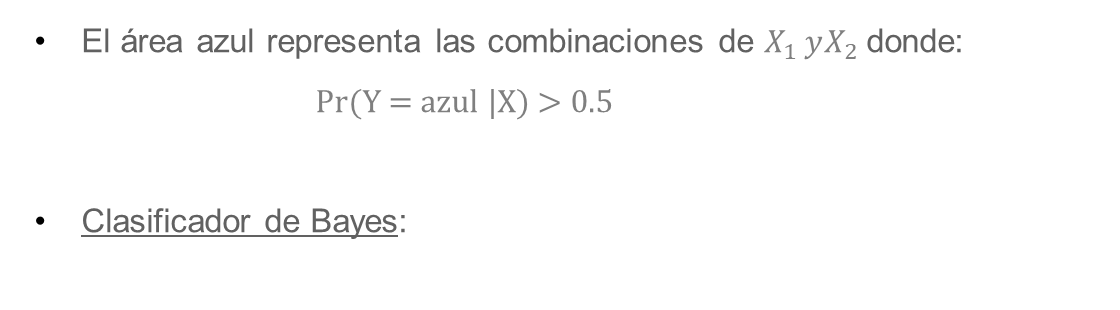 • El área azul representa las combinaciones de X₁ y X₂ donde:
Pr(Y = azul |X) > 0.5
• Clasificador de Bayes: